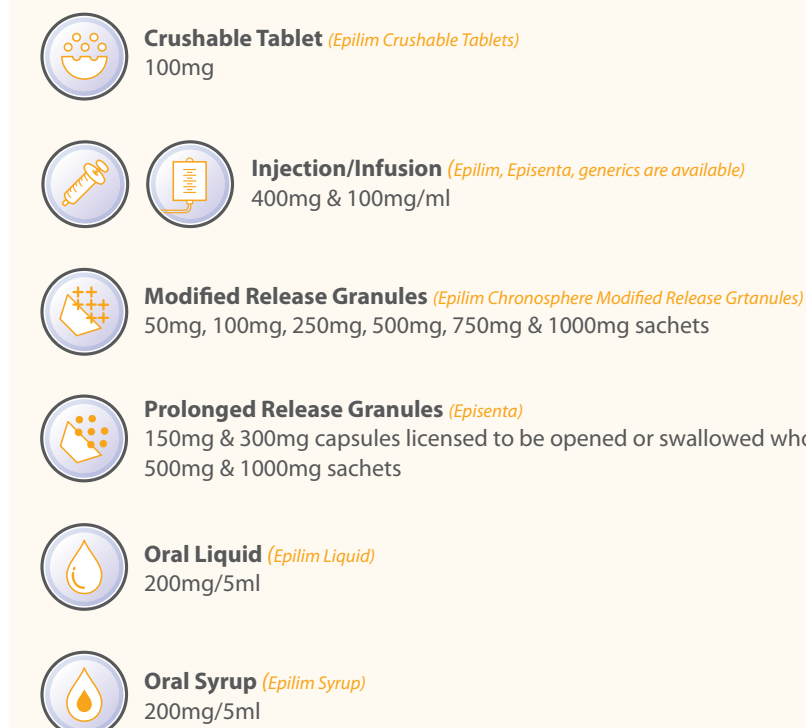 Crushable Tablet (Epilim Crushable Tablets)
100mg
Injection/Infusion (Epilim, Episenta, generics are available)
400mg & 100mg/ml
Modified Release Granules (Epilim Chronosphere Modified Release Grtanules)
50mg, 100mg, 250mg, 500mg, 750mg & 1000mg sachets
Prolonged Release Granules (Episenta)
150mg & 300mg capsules licensed to be opened or swallowed
500mg & 1000mg sachets
Oral Liquid (Epilim Liquid)
200mg/5ml
Oral Syrup (Epilim Syrup)
200mg/5ml